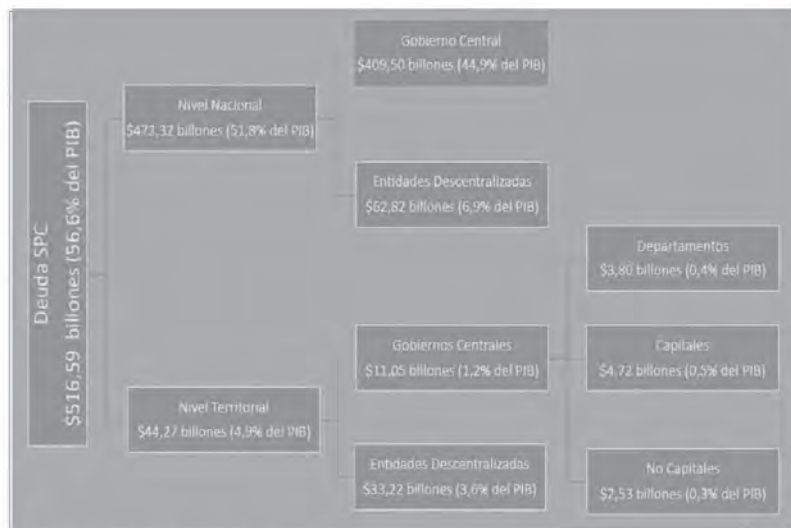 Deuda SPC
$516,59 billones (56,6% del PIB)
Nivel Nacional
$472,32 billones (51,8% del PIB)
Gobierno Central
$409,50 billones (44,9% del PIB)
Entidades Descentralizadas
$62,82 billones (6,9% del PIB)
Nivel Territorial
$44,27 billones (4,9% del PIB)
Gobiernos Centrales
$11,05 billones (1,2% del PIB)
Departamentos
$3,80 billones (0,4% del PIB)
Capitales
$4,72 billones (0,5% del PIB)
No Capitales
$2,53 billones (0,3% del PIB)
Entidades Descentralizadas
$33,22 billones (3,6% del PIB)